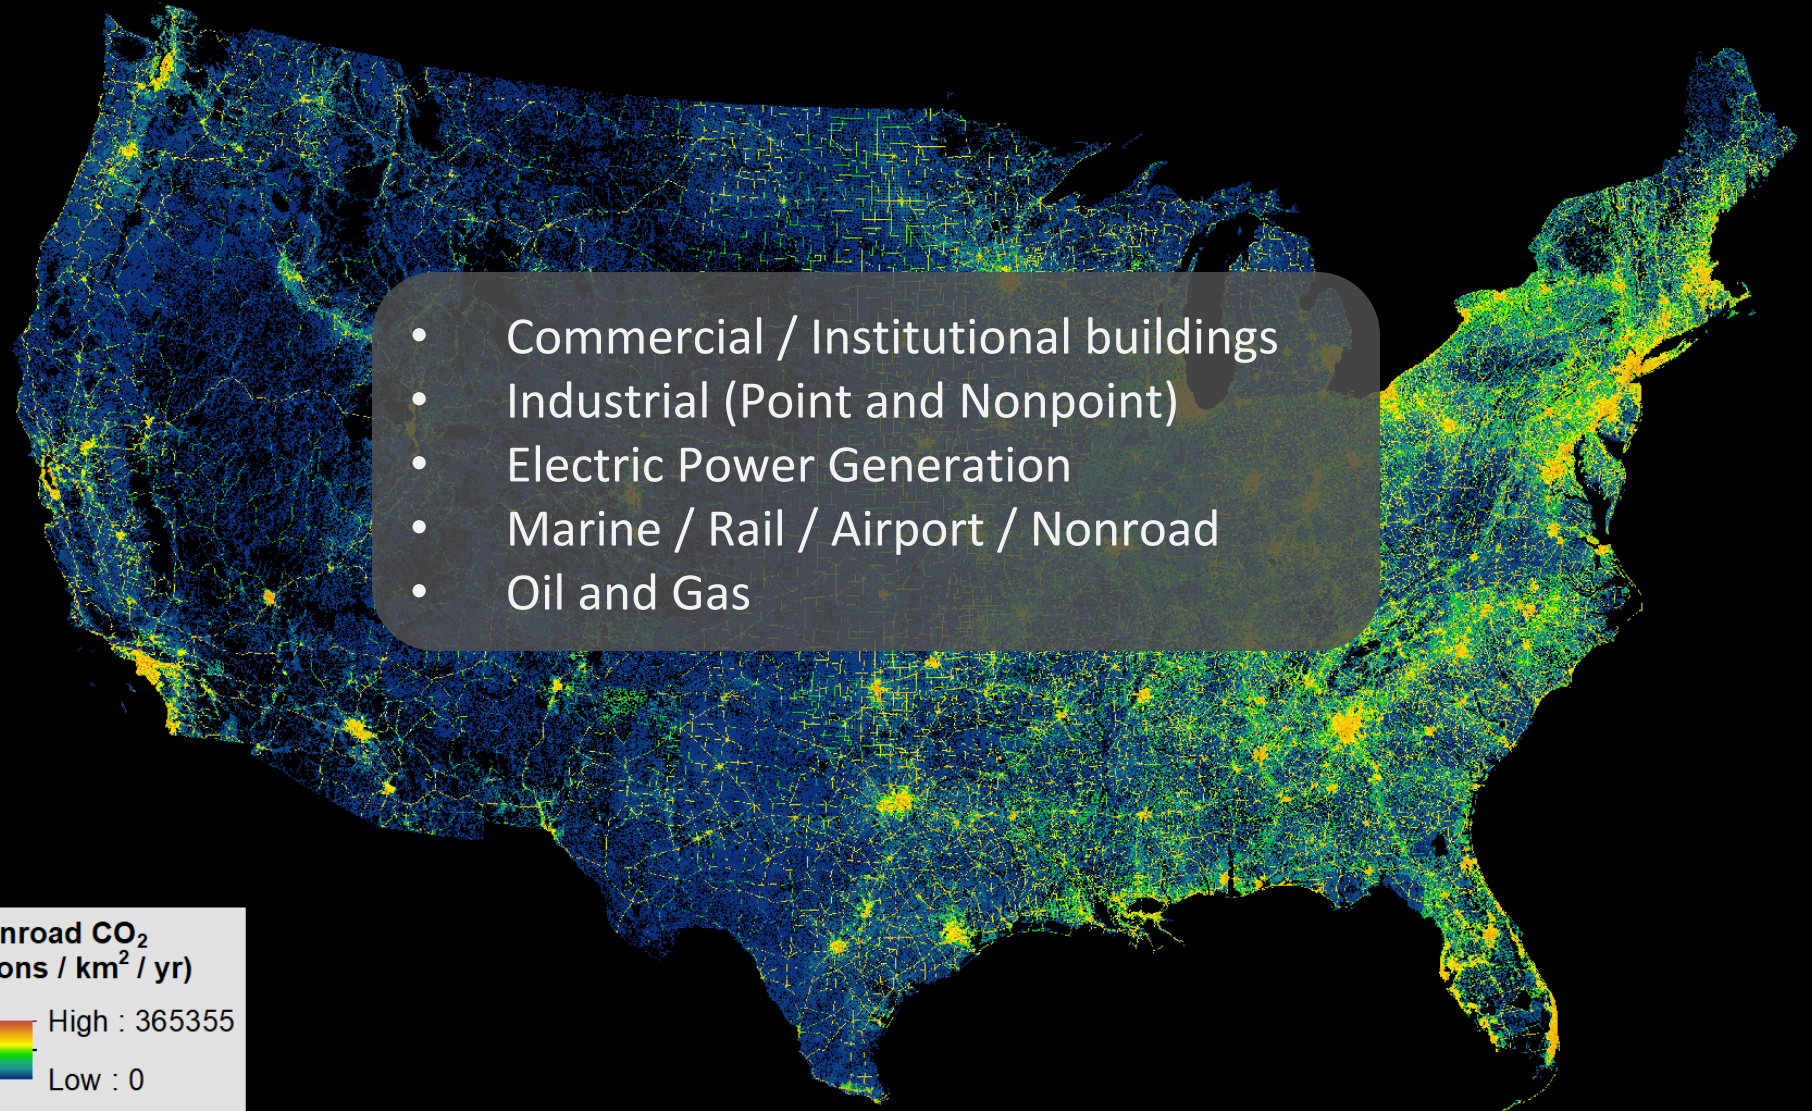 • Commercial / Institutional buildings
• Industrial (Point and Nonpoint)
• Electric Power Generation
• Marine / Rail / Airport / Nonroad
• Oil and Gas
nroad CO₂
ons / km² / yr)
High : 365355
Low : 0